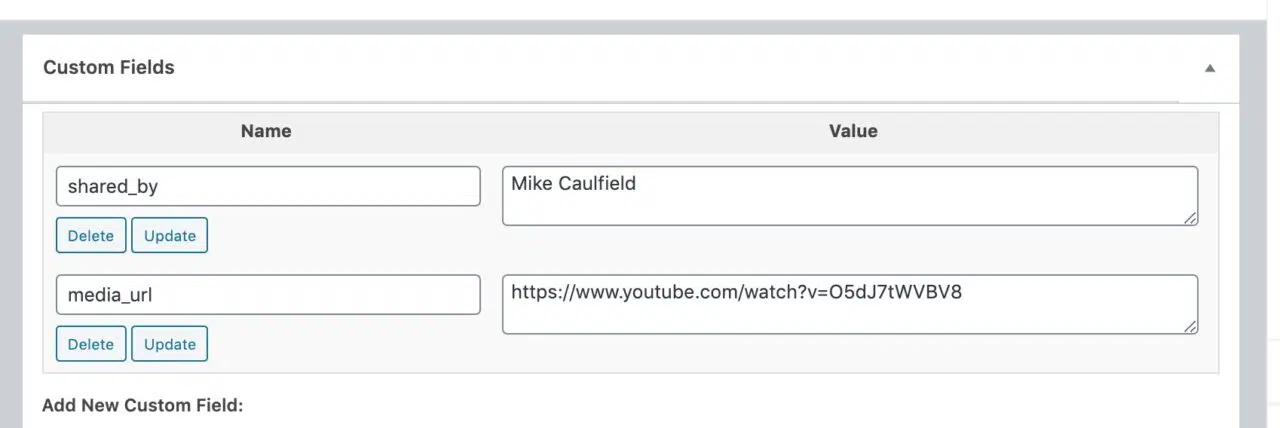 Custom Fields
Name Value
shared_by Mike Caulfield
Delete Update
media_url https://www.youtube.com/watch?v=O5dJ7tWVBV8
Delete Update
Add New Custom Field: